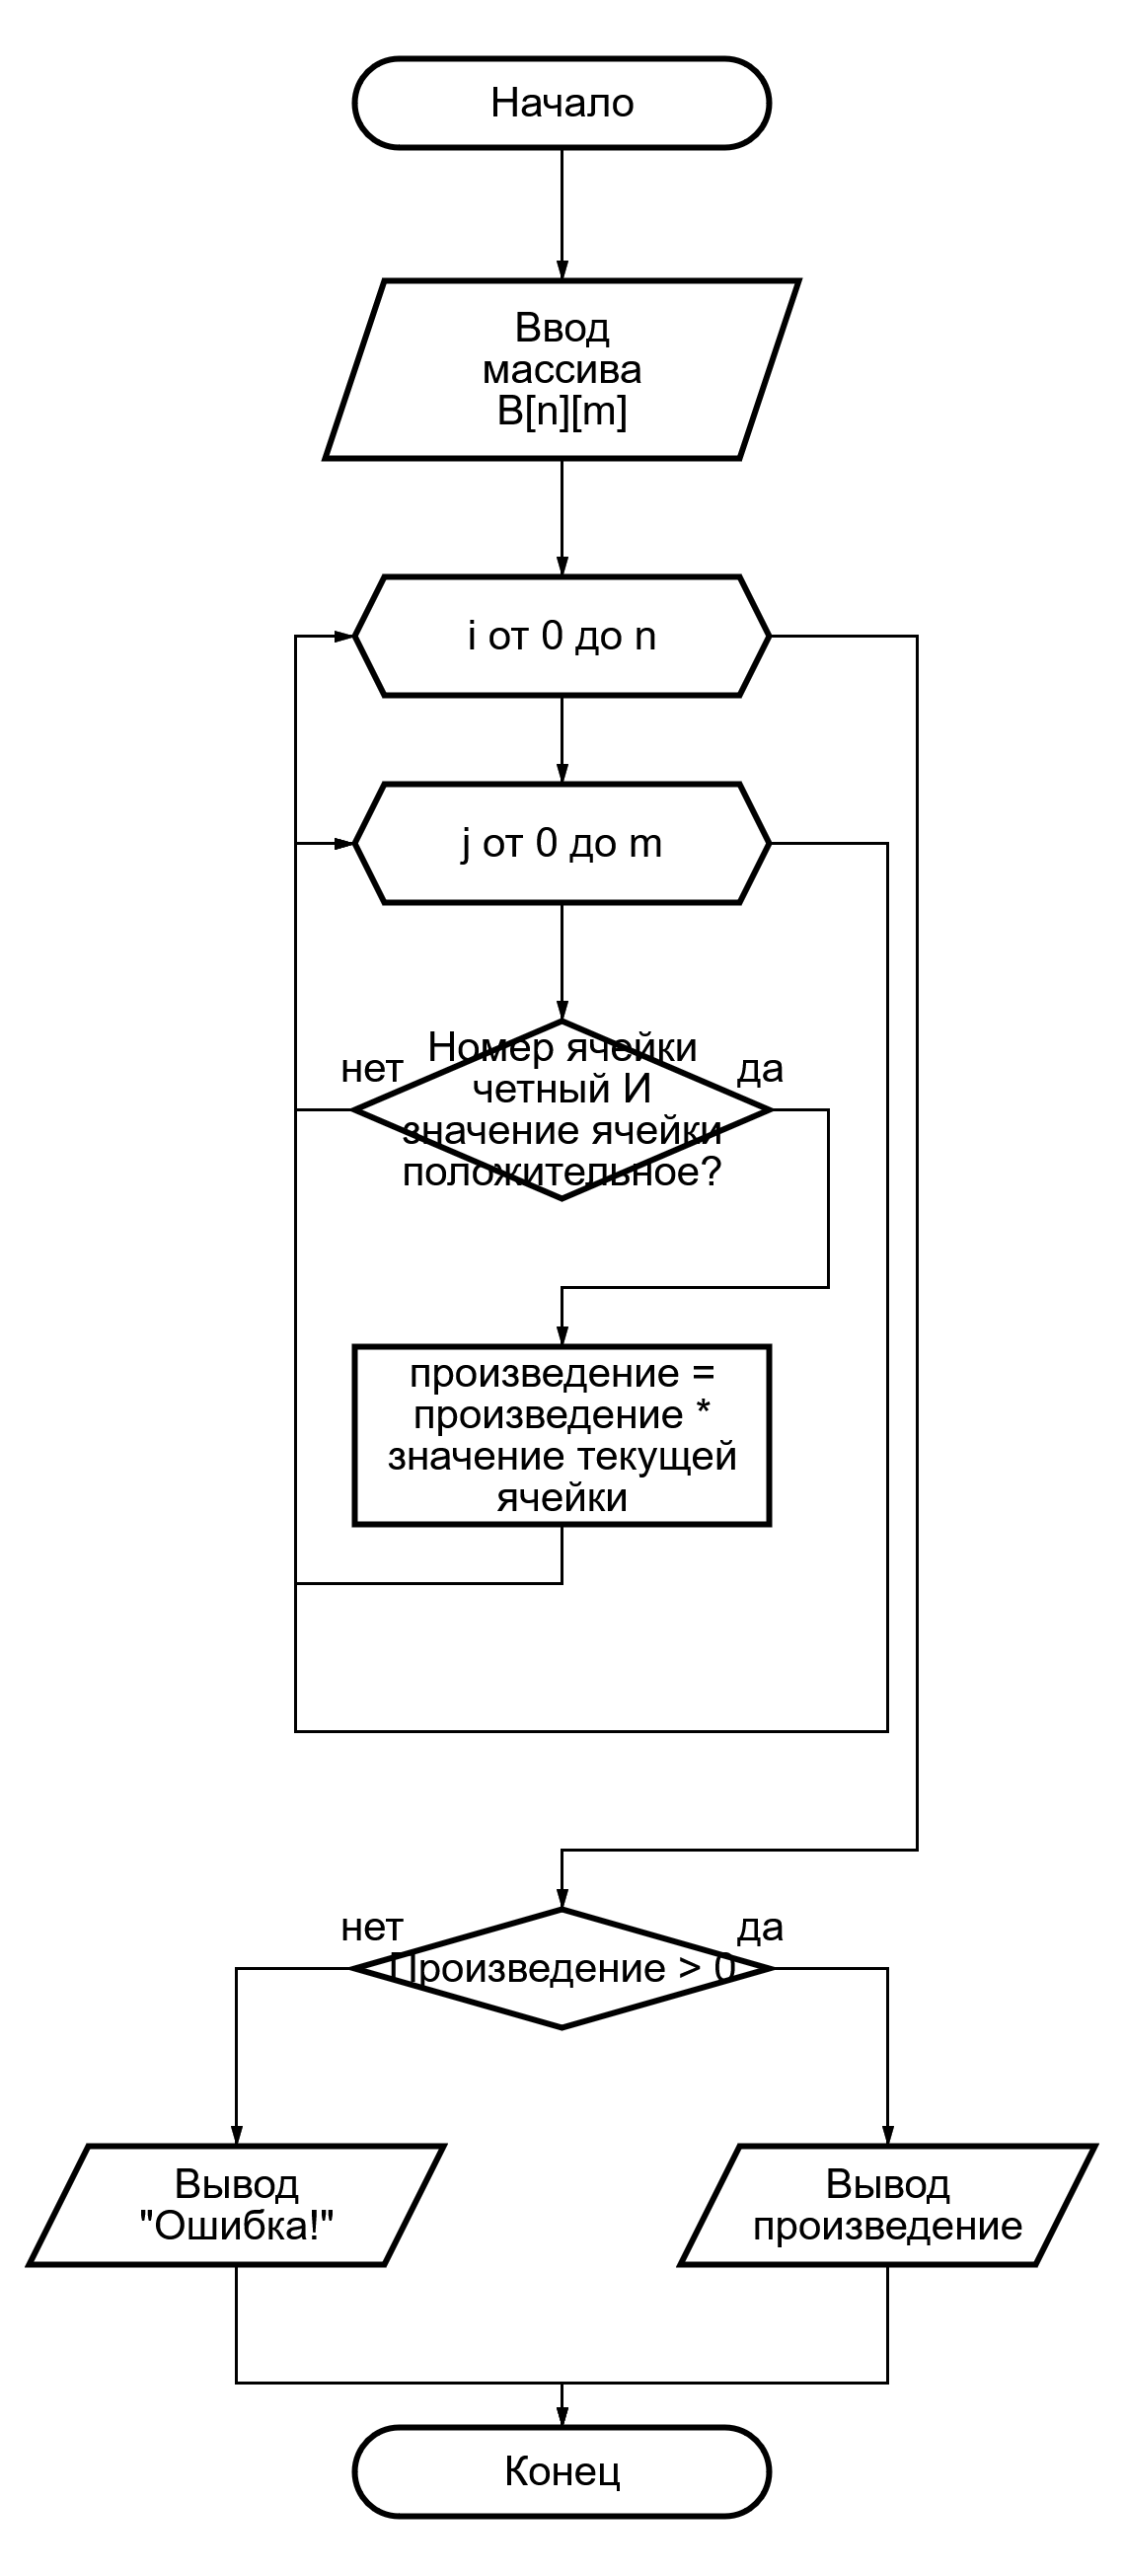 Начало
Ввод
массива
B[n][m]
i от 0 до n
j от 0 до m
нет
да
Номер ячейки
четный И
значение ячейки
положительное?
произведение =
произведение *
значение текущей
ячейки
нет
да
Произведение > 0
Вывод
"Ошибка!"
Вывод
произведение
Конец